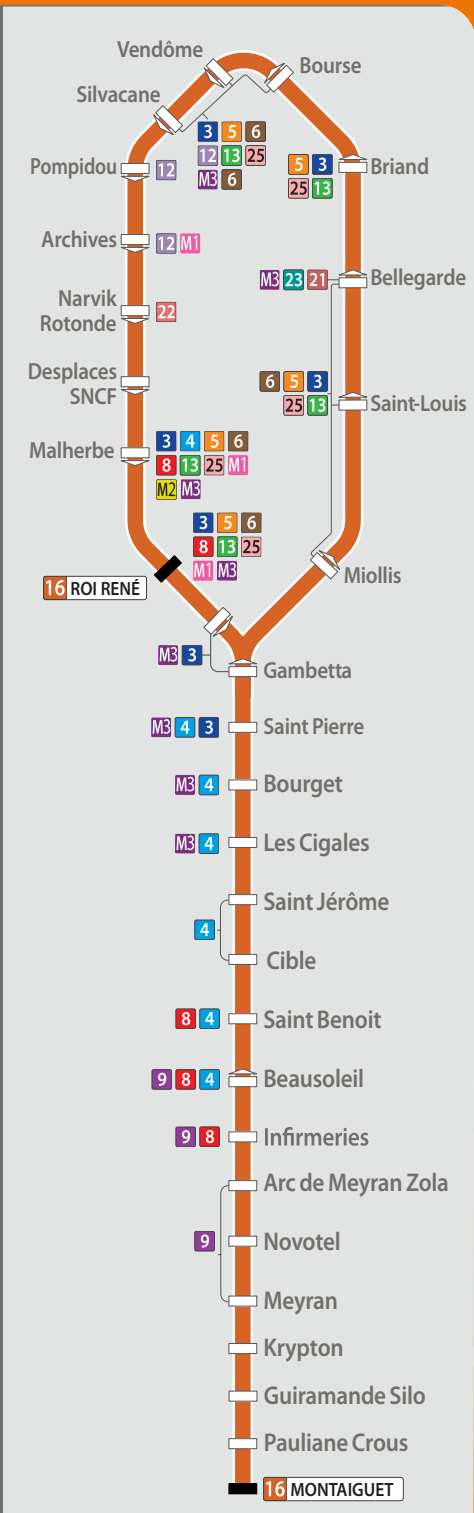 Vendôme
Bourse
Silvacane
3 5 6
12 13 25
M3 6
Pompidou
12
5 3
25 13
Briand
Archives
12 M1
M3 23 21
Bellegarde
Narvik
Rotonde
22
Desplaces
SNCF
6 5 3
25 13
Saint-Louis
Malherbe
3 4 5 6
8 13 25 M1
M2 M3
3 5 6
8 13 25
M1 M3
16 ROI RENÉ
Miollis
M3 3
Gambetta
M3 4 3
Saint Pierre
M3 4
Bourget
M3 4
Les Cigales
Saint Jérôme
4
Cible
8 4
Saint Benoit
9 8 4
Beausoleil
9 8
Infirmeries
Arc de Meyran Zola
9
Novotel
Meyran
Krypton
Guiramande Silo
Pauliane Crous
16 MONTAIGUET